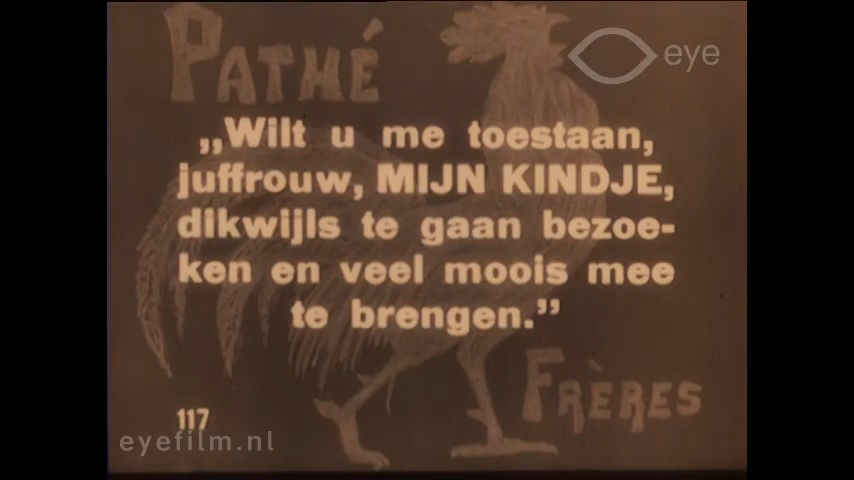 PATHÉ
eye
„Wilt u me toestaan,
juffrouw, MIJN KINDJE,
dikwijls te gaan bezoe-
ken en veel moois mee
te brengen.”
FRÈRES
117
eyefilm.nl